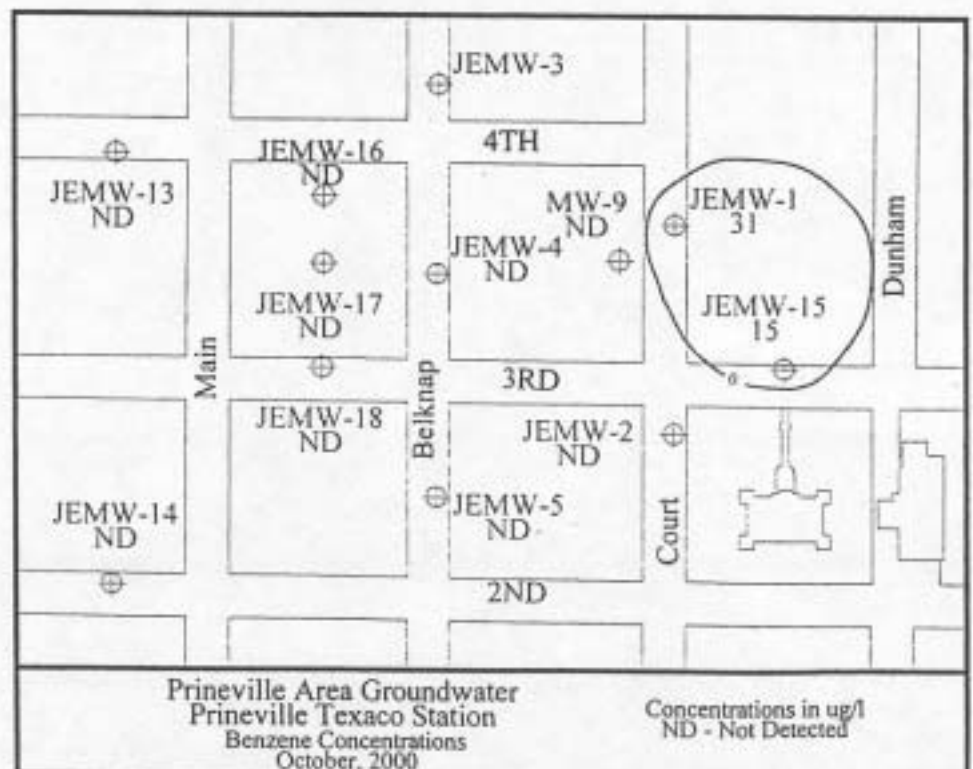 JEMW-3
4TH
JEMW-16
ND
JEMW-13
ND
MW-9
ND
JEMW-1
31
JEMW-4
ND
Dunham
JEMW-17
ND
JEMW-15
15
Main
3RD
Belknap
JEMW-18
ND
JEMW-2
ND
JEMW-14
ND
JEMW-5
ND
Court
2ND
Prineville Area Groundwater
Prineville Texaco Station
Benzene Concentrations
October, 2000
Concentrations in ug/l
ND - Not Detected